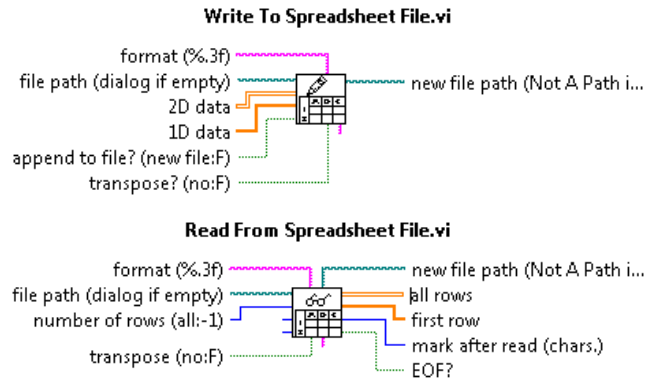 Write To Spreadsheet File.vi
format (%.3f)
file path (dialog if empty)
new file path (Not A Path i...
2D data
1D data
append to file? (new file:F)
transpose? (no:F)
Read From Spreadsheet File.vi
format (%.3f)
new file path (Not A Path i...
file path (dialog if empty)
all rows
number of rows (all:-1)
first row
mark after read (chars.)
transpose (no:F)
EOF?